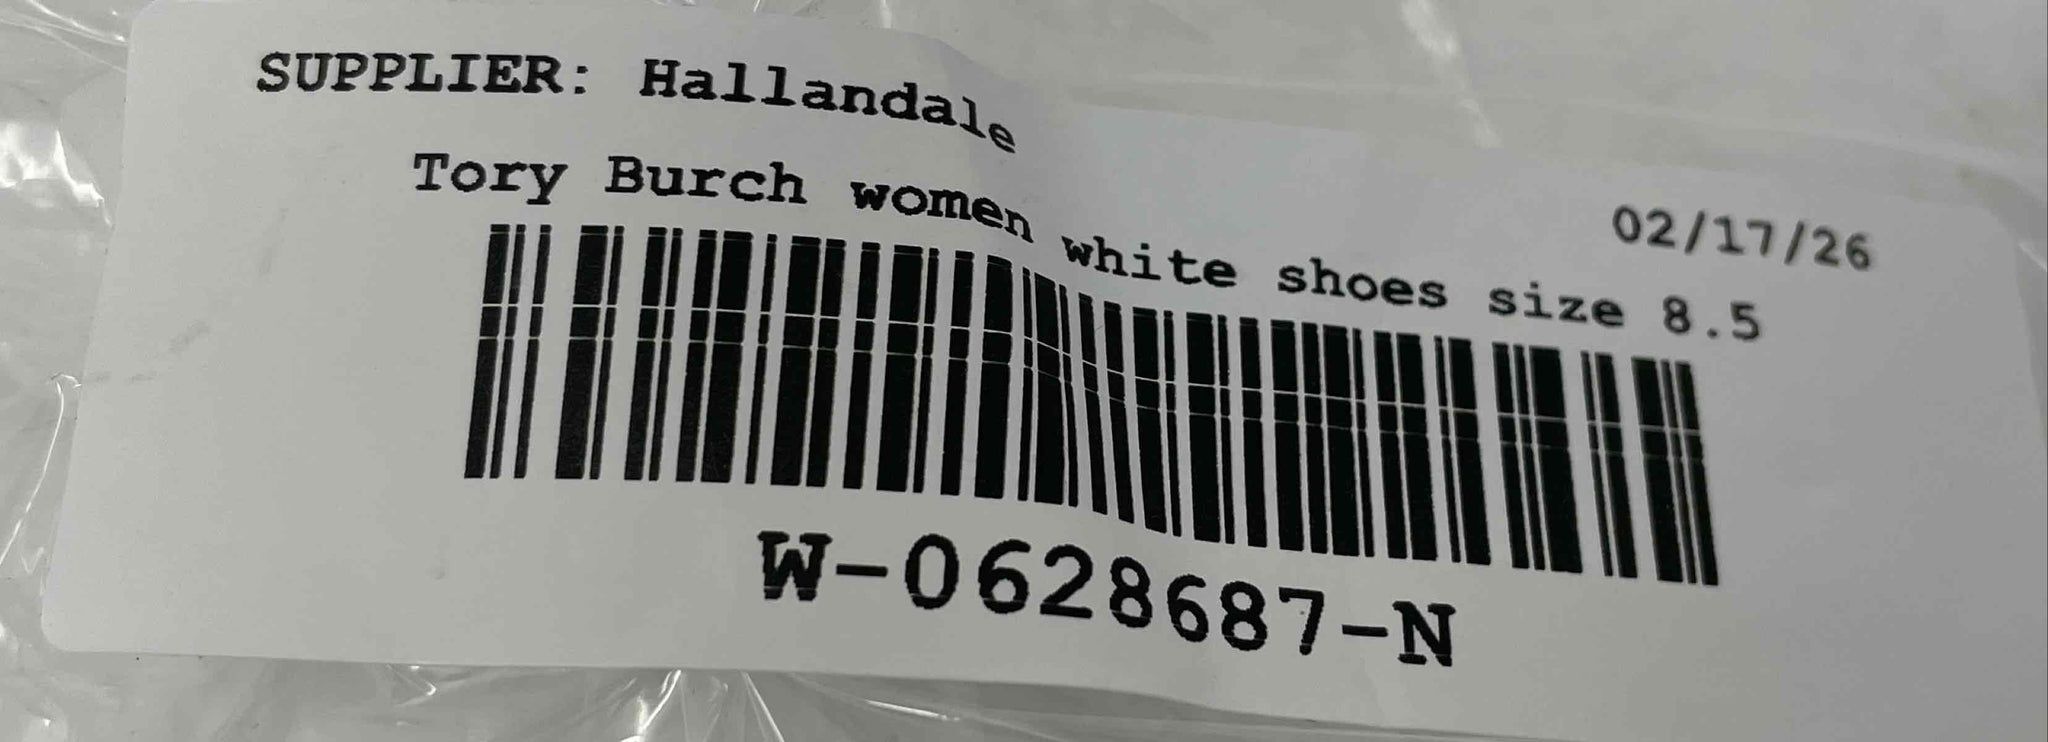 SUPPLIER: Hallandale
02/17/26
Tory Burch women white shoes size 8.5
W-0628687-N